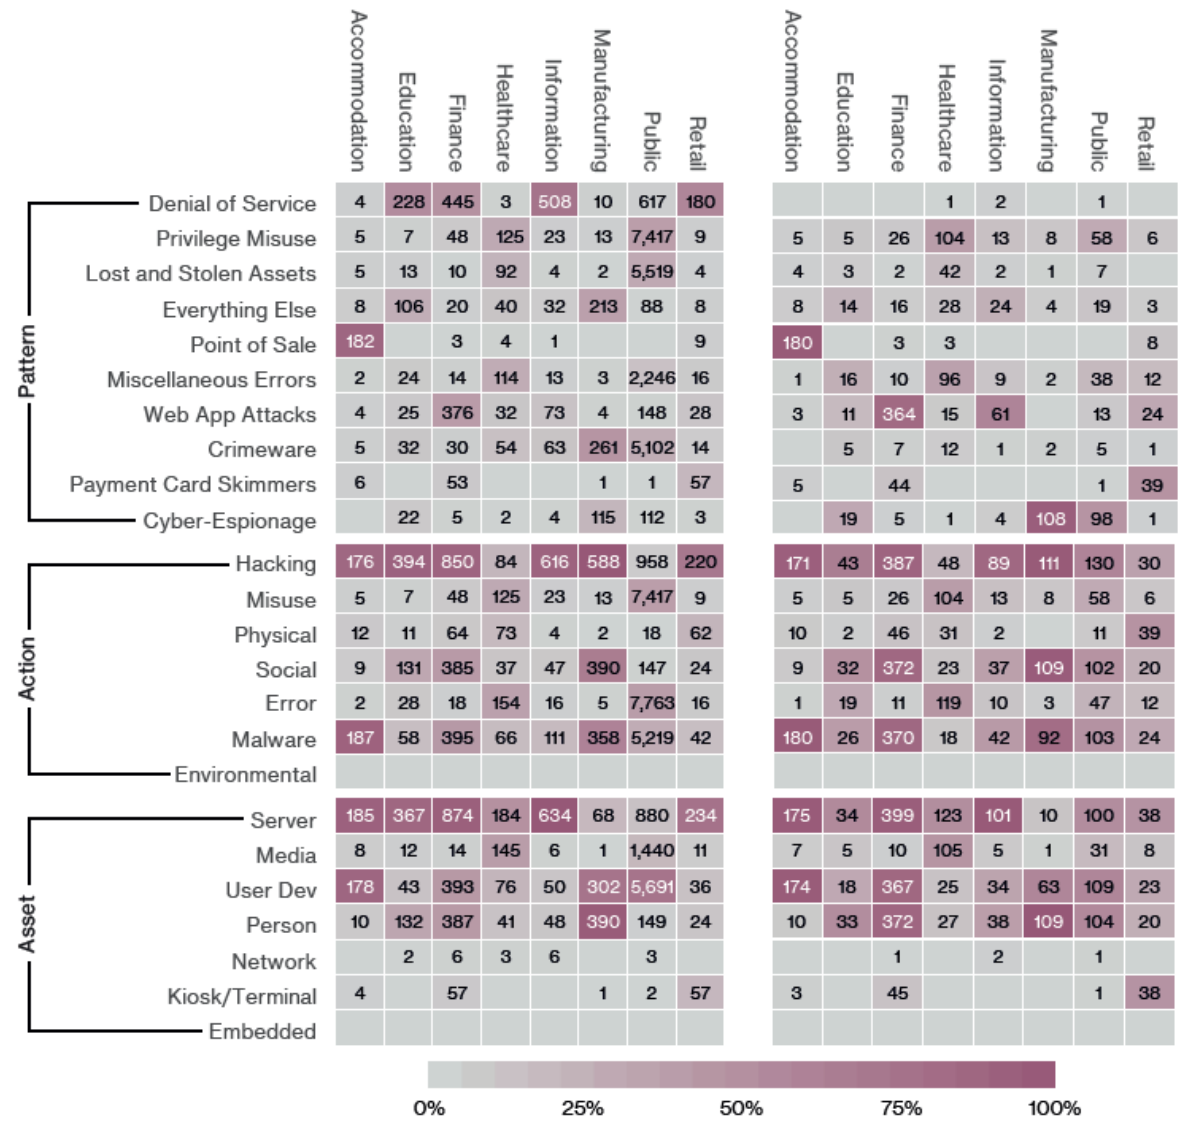 Accommodation Education Finance Healthcare Information Manufacturing Public Retail Accommodation Education Finance Healthcare Information Manufacturing Public Retail
Pattern
Denial of Service 4 228 445 3 508 10 617 180 1 2 1
Privilege Misuse 5 7 48 125 23 13 7,417 9 5 5 26 104 13 8 58 6
Lost and Stolen Assets 5 13 10 92 4 2 5,519 4 4 3 2 42 2 1 7
Everything Else 8 106 20 40 32 213 88 8 8 14 16 28 24 4 19 3
Point of Sale 182 3 4 1 9 180 3 3 8
Miscellaneous Errors 2 24 14 114 13 3 2,246 16 1 16 10 96 9 2 38 12
Web App Attacks 4 25 376 32 73 4 148 28 3 11 364 15 61 13 24
Crimeware 5 32 30 54 63 261 5,102 14 5 7 12 1 2 5 1
Payment Card Skimmers 6 53 1 1 57 5 44 1 39
Cyber-Espionage 22 5 2 4 115 112 3 19 5 1 4 108 98 1
Action
Hacking 176 394 850 84 616 588 958 220 171 43 387 48 89 111 130 30
Misuse 5 7 48 125 23 13 7,417 9 5 5 26 104 13 8 58 6
Physical 12 11 64 73 4 2 18 62 10 2 46 31 2 11 39
Social 9 131 385 37 47 390 147 24 9 32 372 23 37 109 102 20
Error 2 28 18 154 16 5 7,763 16 1 19 11 119 10 3 47 12
Malware 187 58 395 66 111 358 5,219 42 180 26 370 18 42 92 103 24
Environmental
Asset
Server 185 367 874 184 634 68 880 234 175 34 399 123 101 10 100 38
Media 8 12 14 145 6 1 1,440 11 7 5 10 105 5 1 31 8
User Dev 178 43 393 76 50 302 5,691 36 174 18 367 25 34 63 109 23
Person 10 132 387 41 48 390 149 24 10 33 372 27 38 109 104 20
Network 2 6 3 6 3 1 2 1
Kiosk/Terminal 4 57 1 2 57 3 45 1 38
Embedded
0% 25% 50% 75% 100%